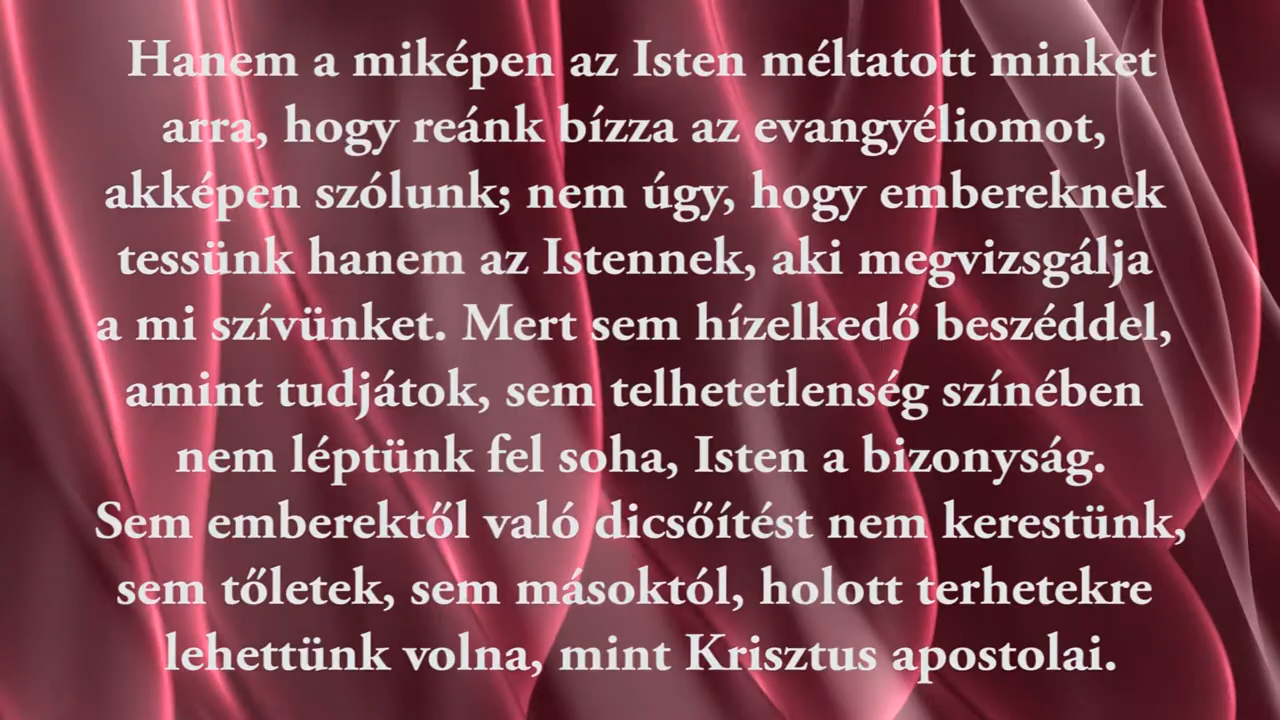 Hanem a miképen az Isten méltatott minket
arra, hogy reánk bízza az evangyéliomot,
akképen szólunk; nem úgy, hogy embereknek
tessünk hanem az Istennek, aki megvizsgálja
a mi szívünket. Mert sem hízelkedő beszéddel,
amint tudjátok, sem telhetetlenség színében
nem léptünk fel soha, Isten a bizonyság.
Sem emberektől való dicsőítést nem kerestünk,
sem tőletek, sem másoktól, holott terhetekre
lehettünk volna, mint Krisztus apostolai.